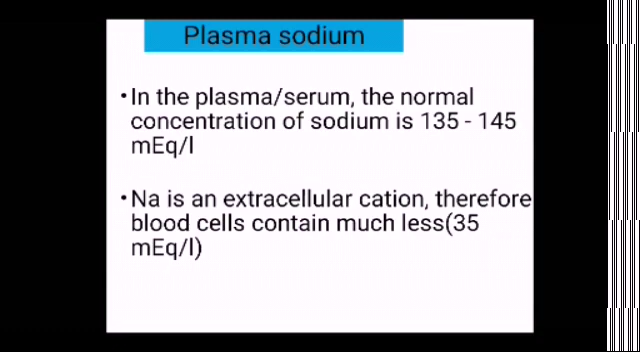 Plasma sodium
•In the plasma/serum, the normal
concentration of sodium is 135 - 145
mEq/l
•Na is an extracellular cation, therefore
blood cells contain much less(35
mEq/l)